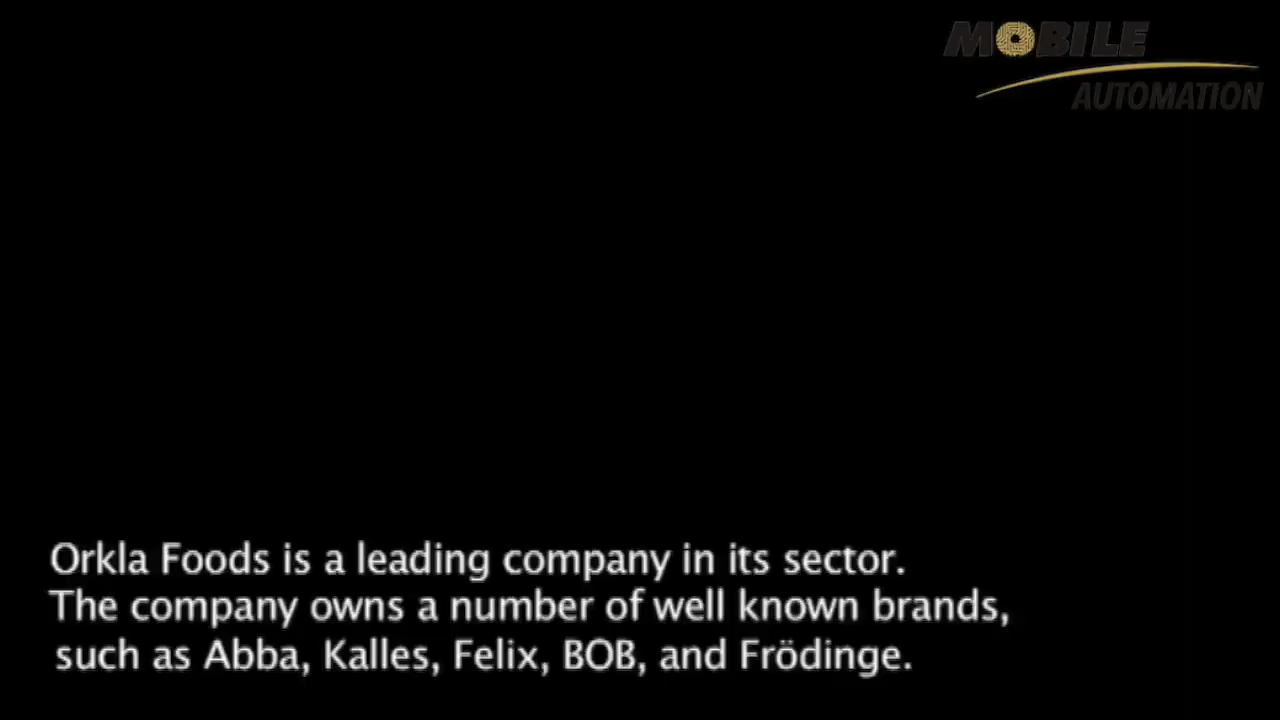 MOBILE
AUTOMATION
Orkla Foods is a leading company in its sector.
The company owns a number of well known brands,
such as Abba, Kalles, Felix, BOB, and Frödinge.